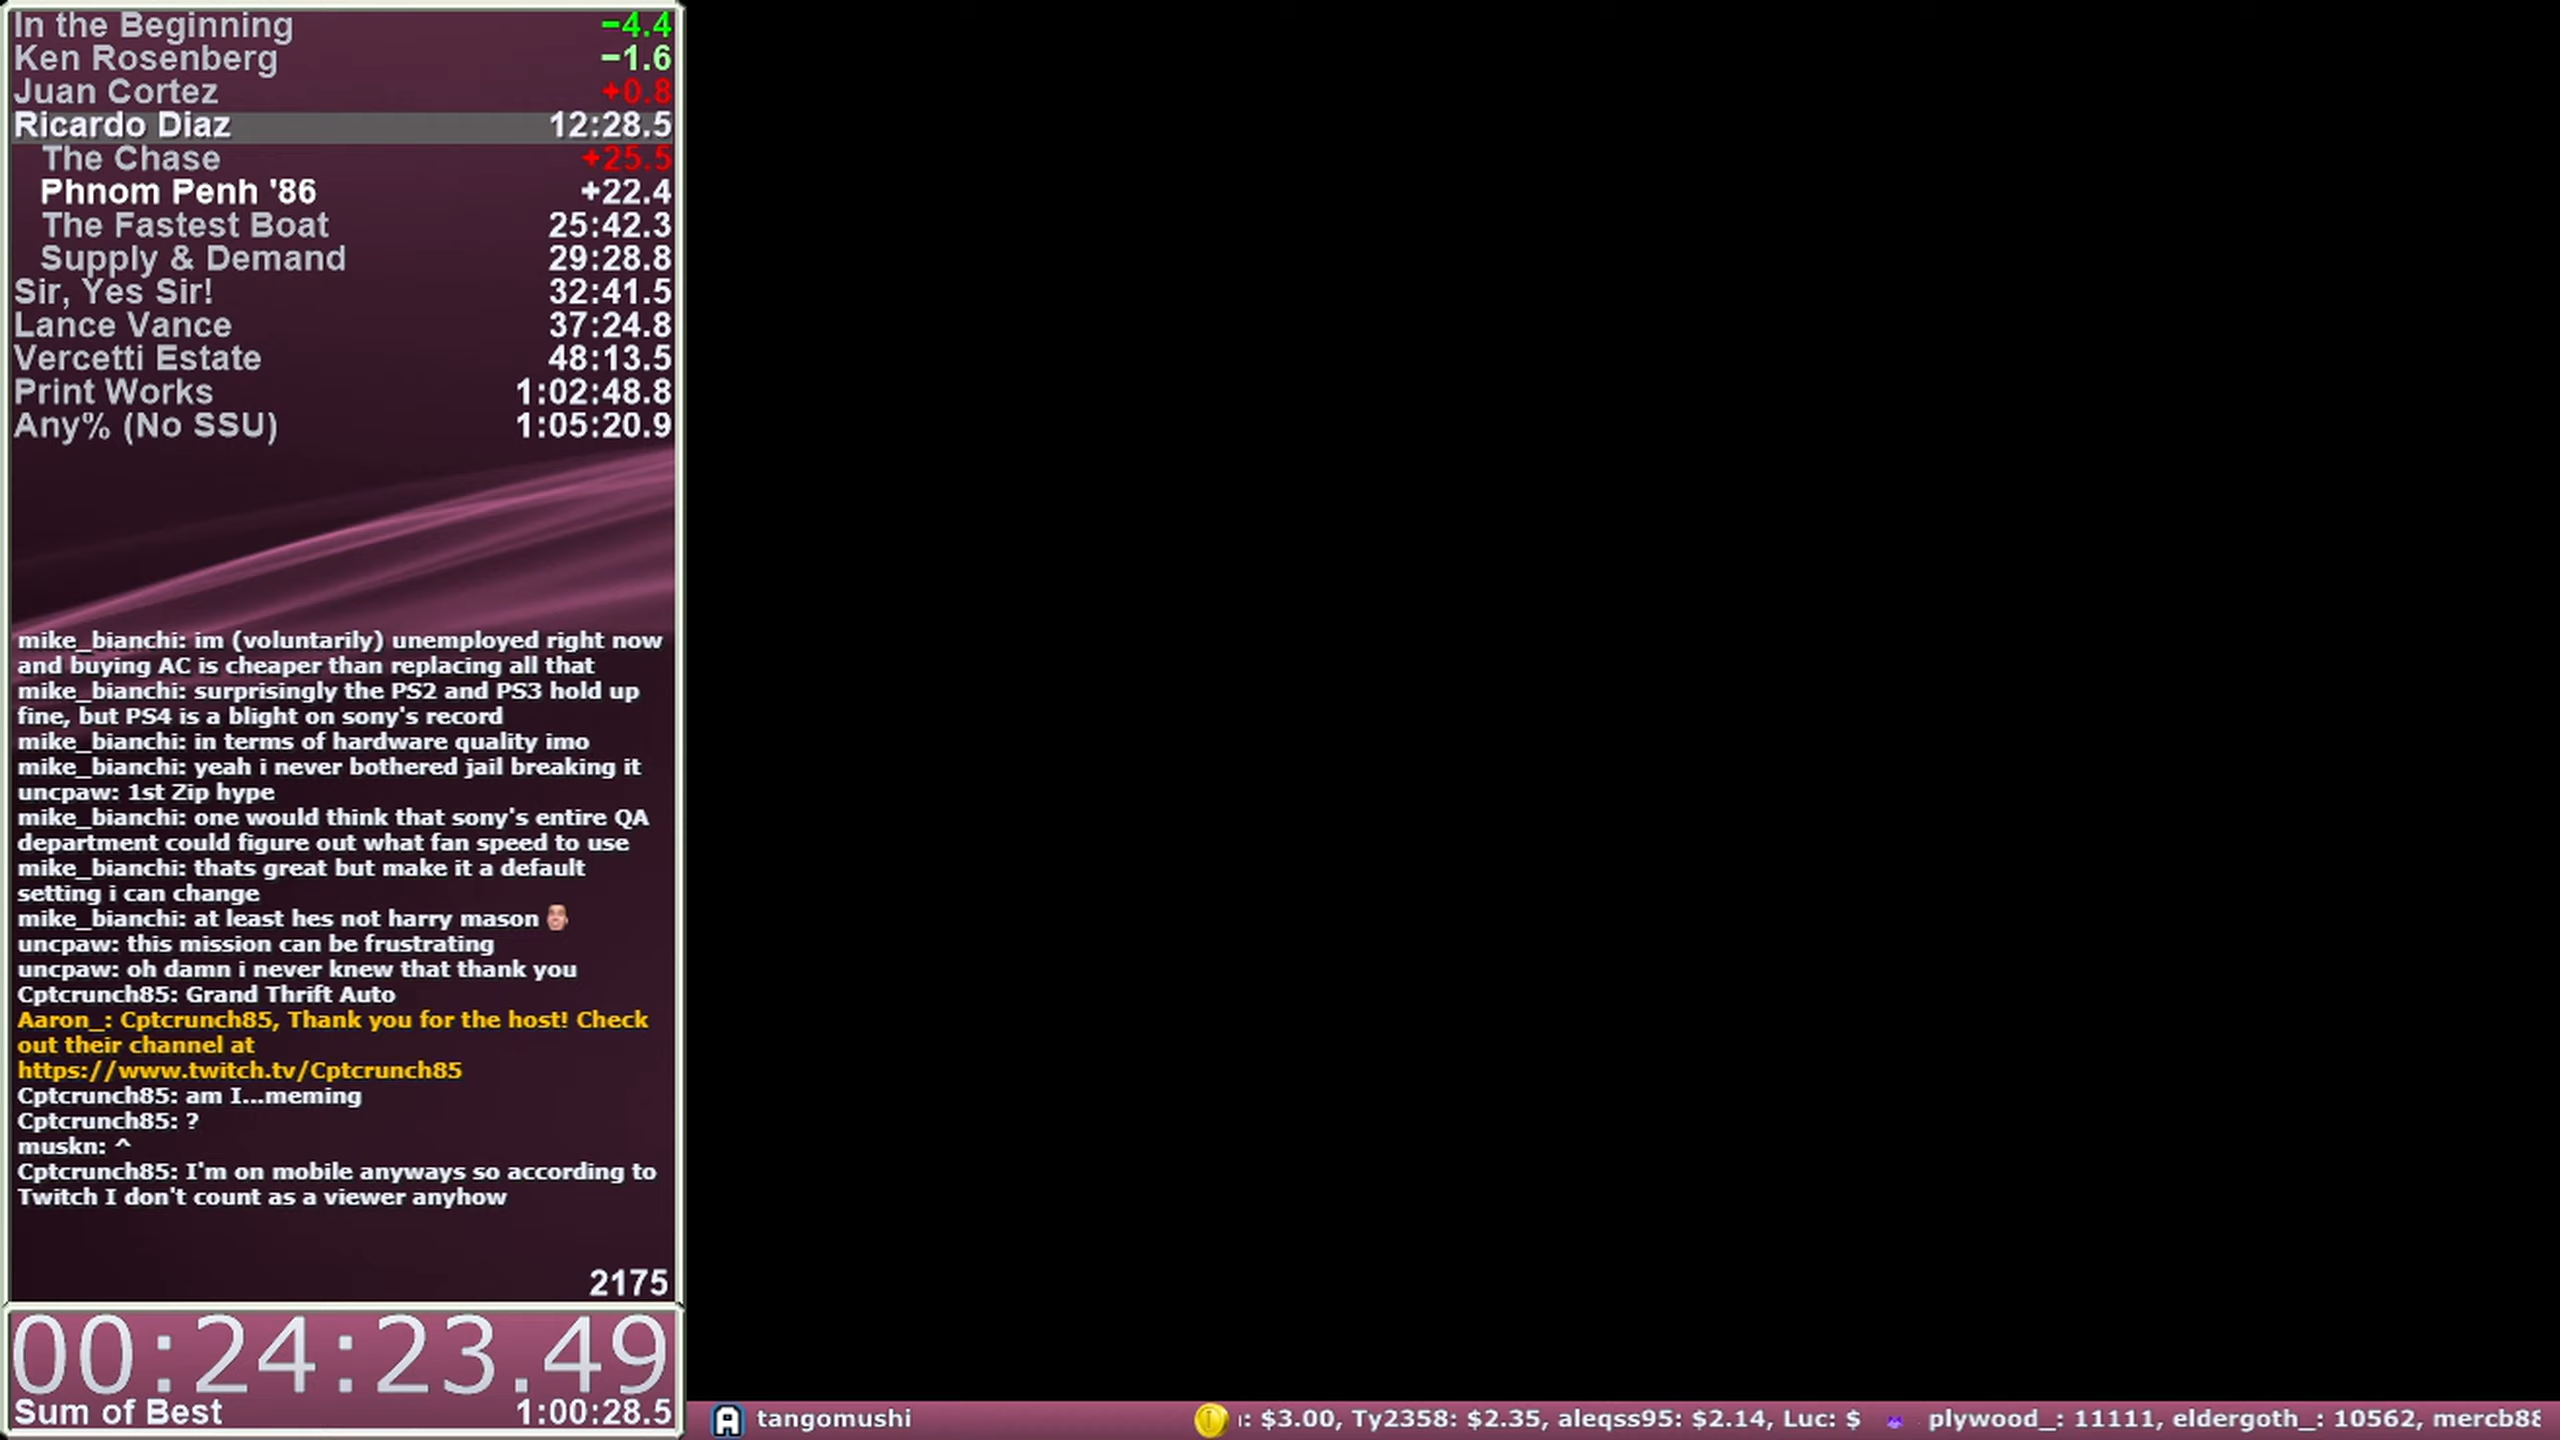 In the Beginning −4.4
Ken Rosenberg −1.6
Juan Cortez +0.8
Ricardo Diaz 12:28.5
The Chase +25.5
Phnom Penh '86 +22.4
The Fastest Boat 25:42.3
Supply & Demand 29:28.8
Sir, Yes Sir! 32:41.5
Lance Vance 37:24.8
Vercetti Estate 48:13.5
Print Works 1:02:48.8
Any% (No SSU) 1:05:20.9
mike_bianchi: im (voluntarily) unemployed right now
and buying AC is cheaper than replacing all that
mike_bianchi: surprisingly the PS2 and PS3 hold up
fine, but PS4 is a blight on sony's record
mike_bianchi: in terms of hardware quality imo
mike_bianchi: yeah i never bothered jail breaking it
uncpaw: 1st Zip hype
mike_bianchi: one would think that sony's entire QA
department could figure out what fan speed to use
mike_bianchi: thats great but make it a default
setting i can change
mike_bianchi: at least hes not harry mason
uncpaw: this mission can be frustrating
uncpaw: oh damn i never knew that thank you
Cptcrunch85: Grand Thrift Auto
Aaron_: Cptcrunch85, Thank you for the host! Check
out their channel at
https://www.twitch.tv/Cptcrunch85
Cptcrunch85: am I...meming
Cptcrunch85: ?
muskn: ^
Cptcrunch85: I'm on mobile anyways so according to
Twitch I don't count as a viewer anyhow
2175
00:24:23.49
Sum of Best 1:00:28.5
A tangomushi : $3.00, Ty2358: $2.35, aleqss95: $2.14, Luc: $ plywood_: 11111, eldergoth_: 10562, mercb88